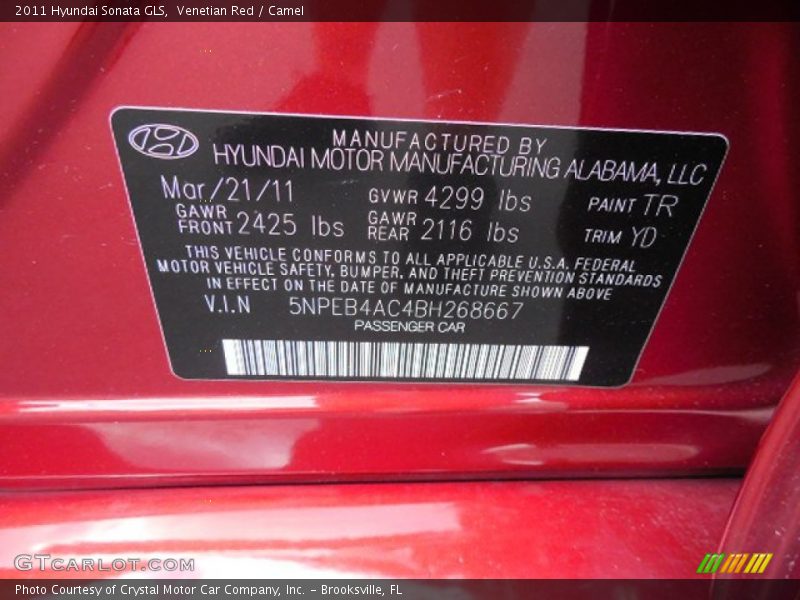 2011 Hyundai Sonata GLS, Venetian Red / Camel
MANUFACTURED BY
HYUNDAI MOTOR MANUFACTURING ALABAMA, LLC
Mar/21/11 GVWR 4299 lbs PAINT TR
GAWR FRONT 2425 lbs GAWR REAR 2116 lbs TRIM YD
THIS VEHICLE CONFORMS TO ALL APPLICABLE U.S.A. FEDERAL
MOTOR VEHICLE SAFETY, BUMPER, AND THEFT PREVENTION STANDARDS
IN EFFECT ON THE DATE OF MANUFACTURE SHOWN ABOVE
V.I.N 5NPEB4AC4BH268667
PASSENGER CAR
GTCARLOT.COM
Photo Courtesy of Crystal Motor Car Company, Inc. – Brooksville, FL